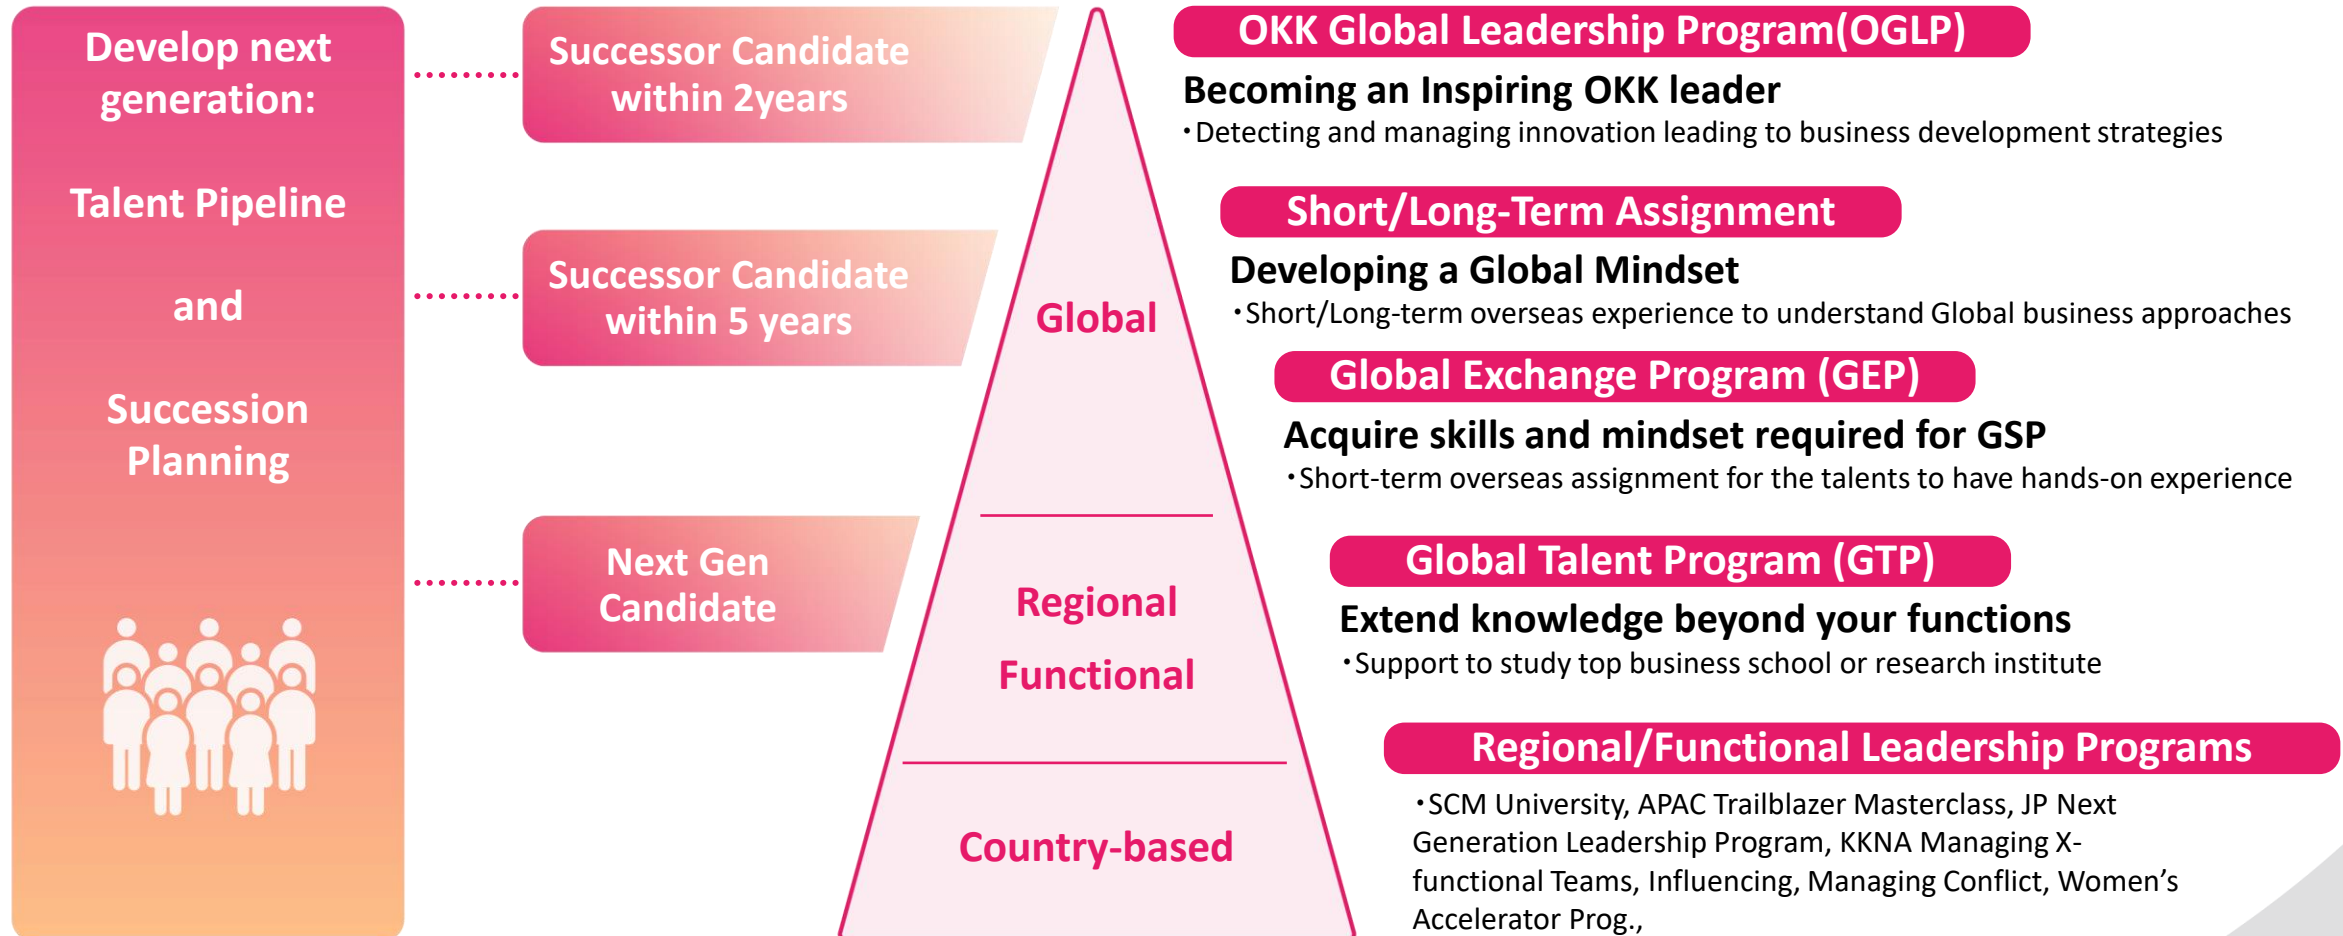 Develop next
generation:
Talent Pipeline
and
Succession
Planning
Successor Candidate
within 2years
Successor Candidate
within 5 years
Next Gen
Candidate
Global
Regional
Functional
Country-based
OKK Global Leadership Program(OGLP)
Becoming an Inspiring OKK leader
・Detecting and managing innovation leading to business development strategies
Short/Long-Term Assignment
Developing a Global Mindset
・Short/Long-term overseas experience to understand Global business approaches
Global Exchange Program (GEP)
Acquire skills and mindset required for GSP
・Short-term overseas assignment for the talents to have hands-on experience
Global Talent Program (GTP)
Extend knowledge beyond your functions
・Support to study top business school or research institute
Regional/Functional Leadership Programs
・SCM University, APAC Trailblazer Masterclass, JP Next
Generation Leadership Program, KKNA Managing X-
functional Teams, Influencing, Managing Conflict, Women’s
Accelerator Prog.,